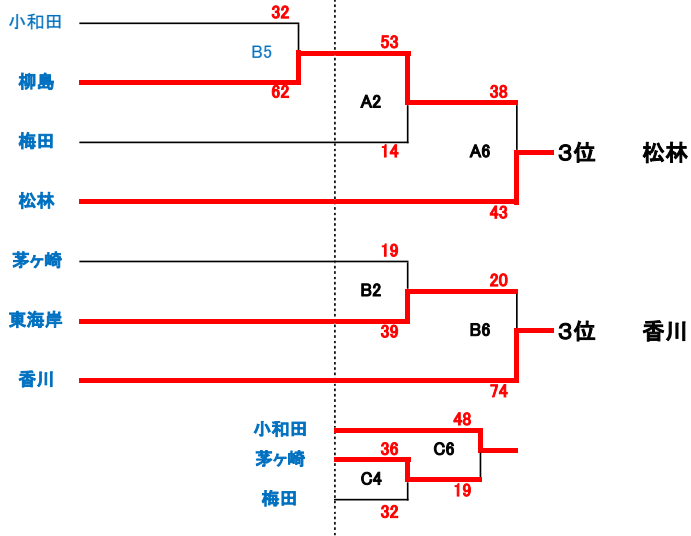 小和田
32
B5
53
柳島
62
A2
38
梅田
14
A6
3位
松林
松林
43
茅ヶ崎
19
B2
20
東海岸
39
B6
3位
香川
香川
74
小和田
48
茅ヶ崎
36
C6
C4
19
梅田
32